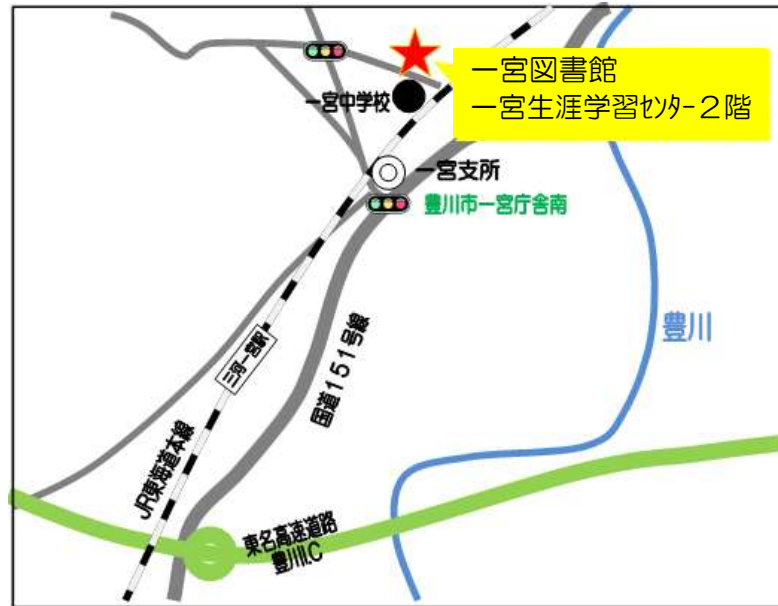 一宮図書館
一宮生涯学習ｾﾝﾀｰ２階
一宮中学校
一宮支所
豊川市一宮庁舎南
豊川
三河一宮駅
国道１５１号線
JR東海道本線
東名高速道路
豊川I.C